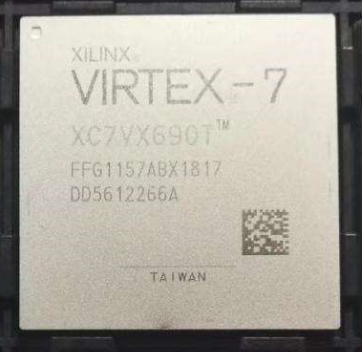 XILINX®
VIRTEX-7
XC7VX690T™
FFG1157ABX1817
DD5612266A
TAIWAN